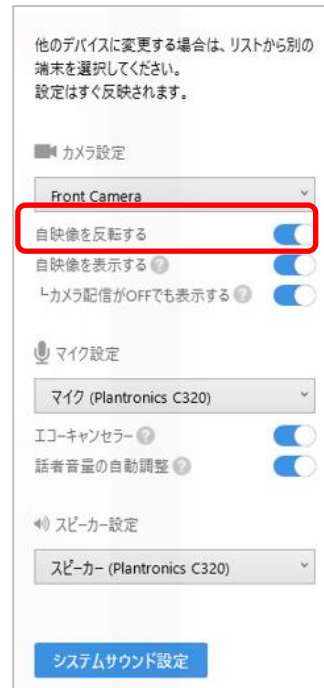 他のデバイスに変更する場合は、リストから別の
端末を選択してください。
設定はすぐ反映されます。
カメラ設定
Front Camera
自映像を反転する
自映像を表示する ?
└カメラ配信がOFFでも表示する ?
マイク設定
マイク (Plantronics C320)
エコーキャンセラー ?
話者音量の自動調整 ?
スピーカー設定
スピーカー (Plantronics C320)
システムサウンド設定